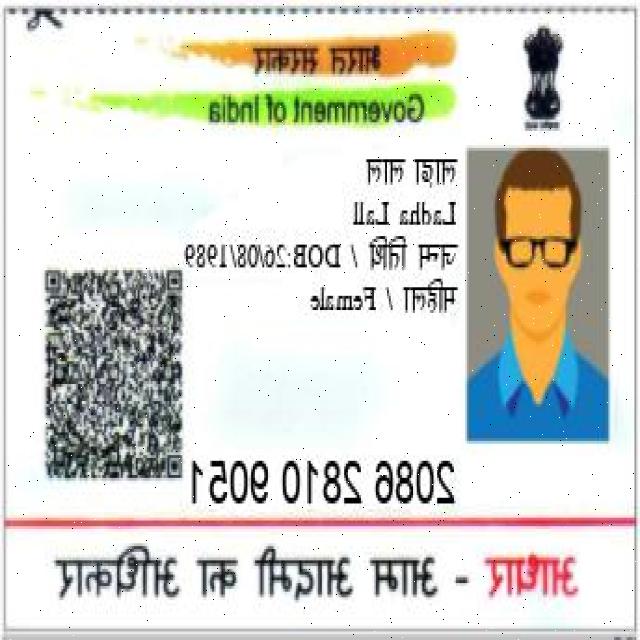 भारत सरकार
Government of India
लाल
Ladha Lall
जन्म तिथि / DOB:26/08/1989
महिला / Female
2086 2810 9051
आधार - आम आदमी का अधिकार